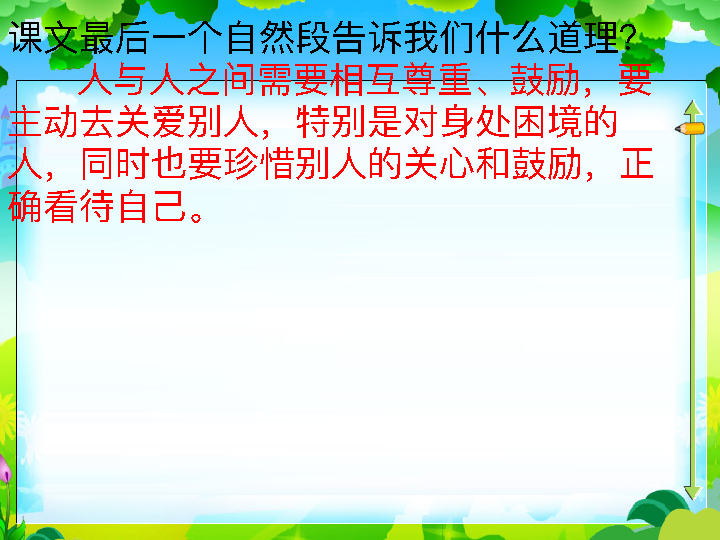 课文最后一个自然段告诉我们什么道理？
人与人之间需要相互尊重、鼓励，要
主动去关爱别人，特别是对身处困境的
人，同时也要珍惜别人的关心和鼓励，正
确看待自己。